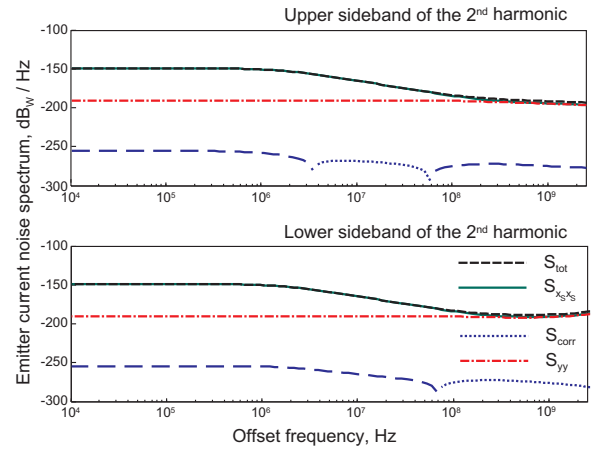 Upper sideband of the 2nd harmonic
-100
-150
-200
-250
-300
10^4 10^5 10^6 10^7 10^8 10^9
Emitter current noise spectrum, dBW / Hz
Lower sideband of the 2nd harmonic
-100
-150
-200
-250
-300
S_tot
S_xSxS
S_corr
S_yy
10^4 10^5 10^6 10^7 10^8 10^9
Offset frequency, Hz